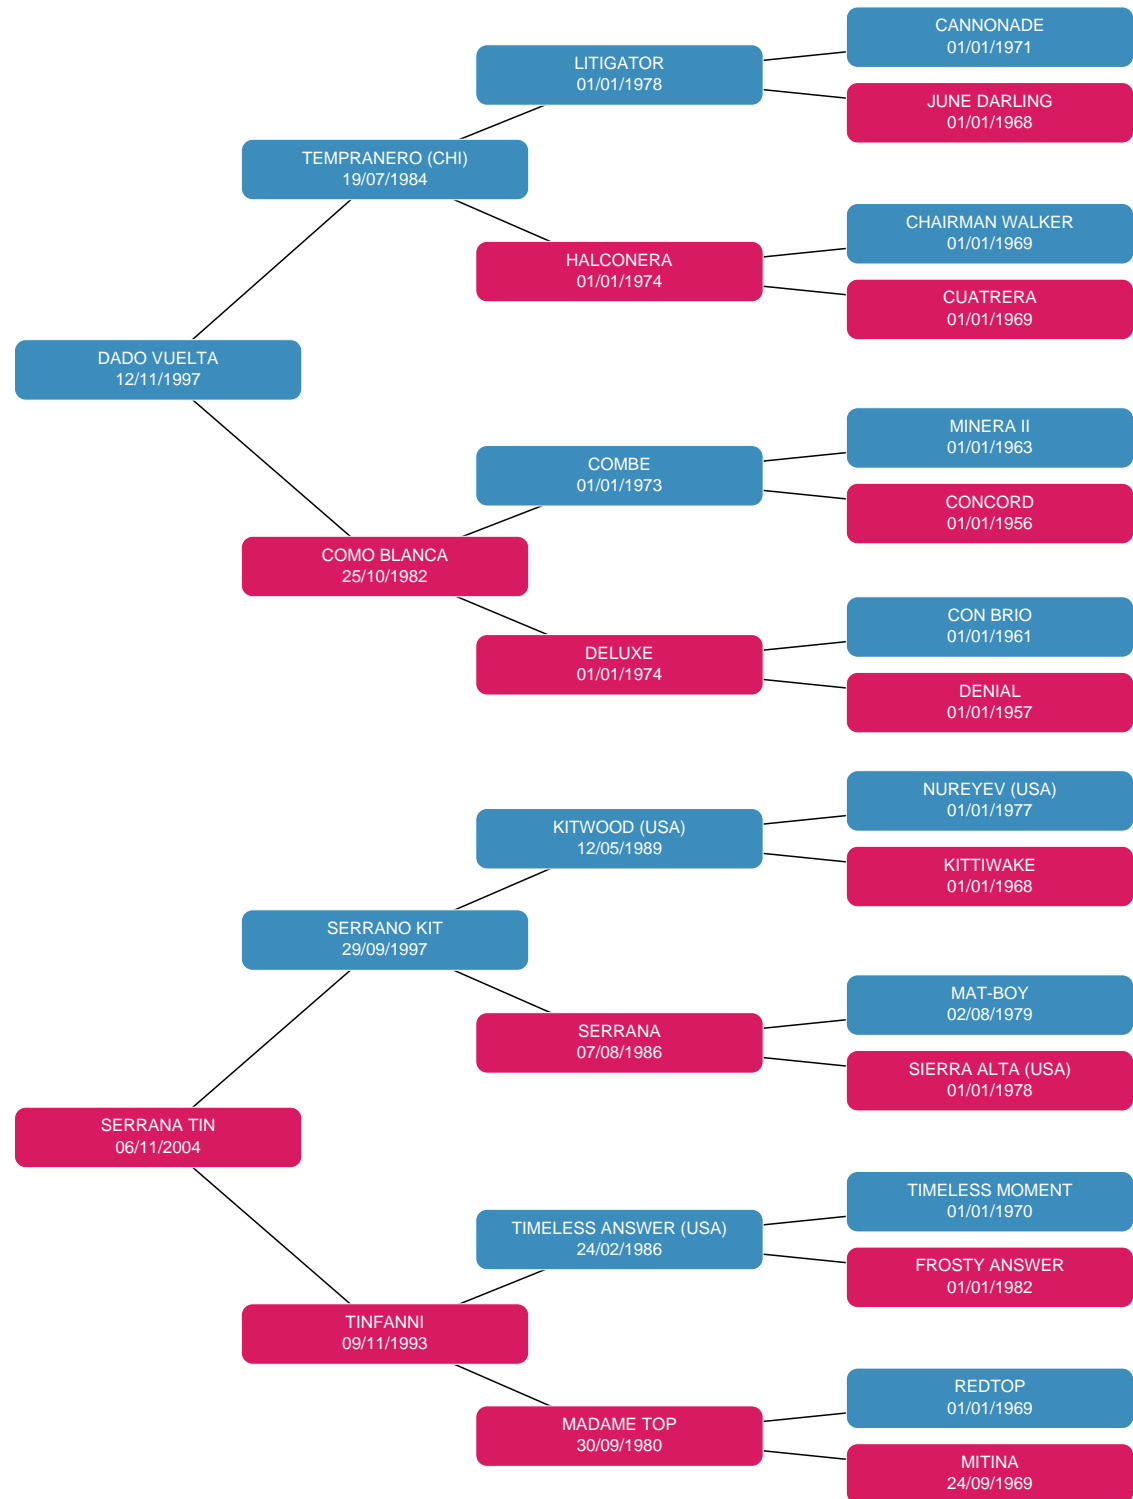 CANNONADE
01/01/1971
LITIGATOR
01/01/1978
JUNE DARLING
01/01/1968
TEMPRANERO (CHI)
19/07/1984
CHAIRMAN WALKER
01/01/1969
HALCONERA
01/01/1974
CUATRERA
01/01/1969
DADO VUELTA
12/11/1997
MINERA II
01/01/1963
COMBE
01/01/1973
CONCORD
01/01/1956
COMO BLANCA
25/10/1982
CON BRIO
01/01/1961
DELUXE
01/01/1974
DENIAL
01/01/1957
NUREYEV (USA)
01/01/1977
KITWOOD (USA)
12/05/1989
KITTIWAKE
01/01/1968
SERRANO KIT
29/09/1997
MAT-BOY
02/08/1979
SERRANA
07/08/1986
SIERRA ALTA (USA)
01/01/1978
SERRANA TIN
06/11/2004
TIMELESS MOMENT
01/01/1970
TIMELESS ANSWER (USA)
24/02/1986
FROSTY ANSWER
01/01/1982
TINFANNI
09/11/1993
REDTOP
01/01/1969
MADAME TOP
30/09/1980
MITINA
24/09/1969